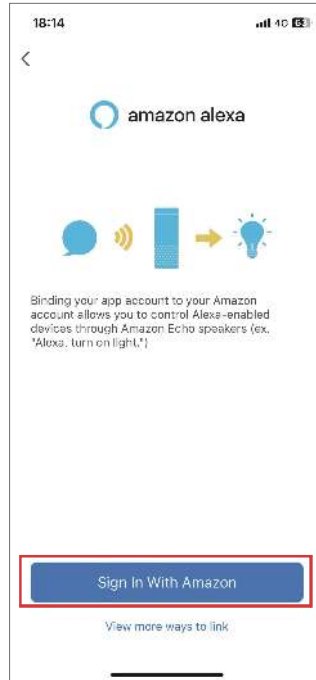 18:14
4G
amazon alexa
Binding your app account to your Amazon
account allows you to control Alexa-enabled
devices through Amazon Echo speakers (ex.
"Alexa, turn on light.")
Sign In With Amazon
View more ways to link